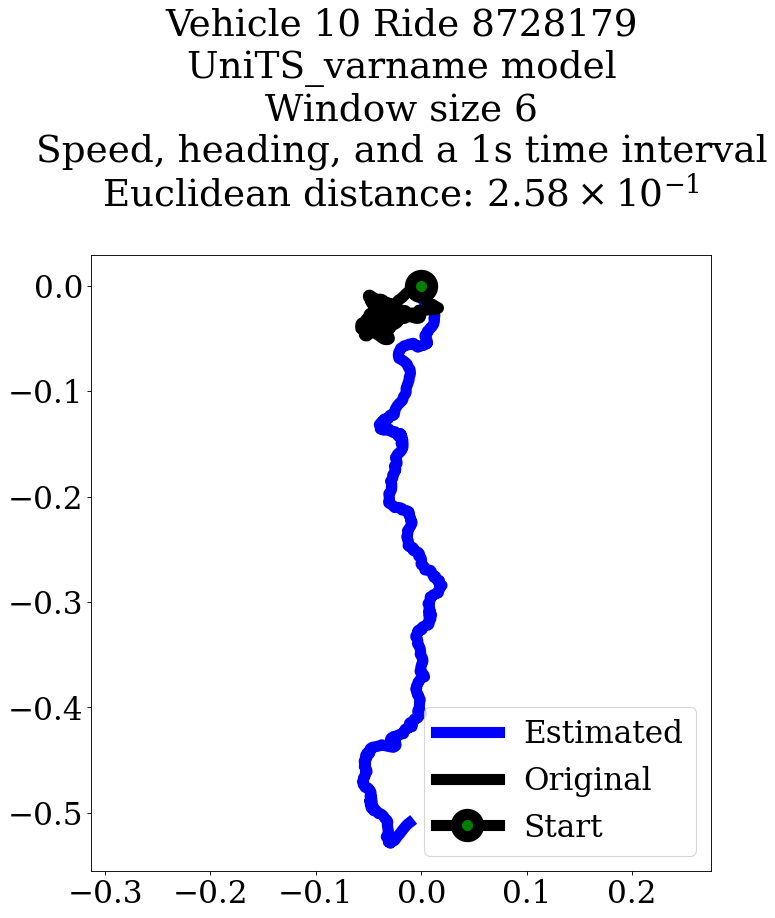 Vehicle 10 Ride 8728179
UniTS_varname model
Window size 6
Speed, heading, and a 1s time interval
Euclidean distance: 2.58 × 10⁻¹
0.0
−0.1
−0.2
−0.3
−0.4
−0.5
Estimated
Original
Start
−0.3 −0.2 −0.1 0.0 0.1 0.2